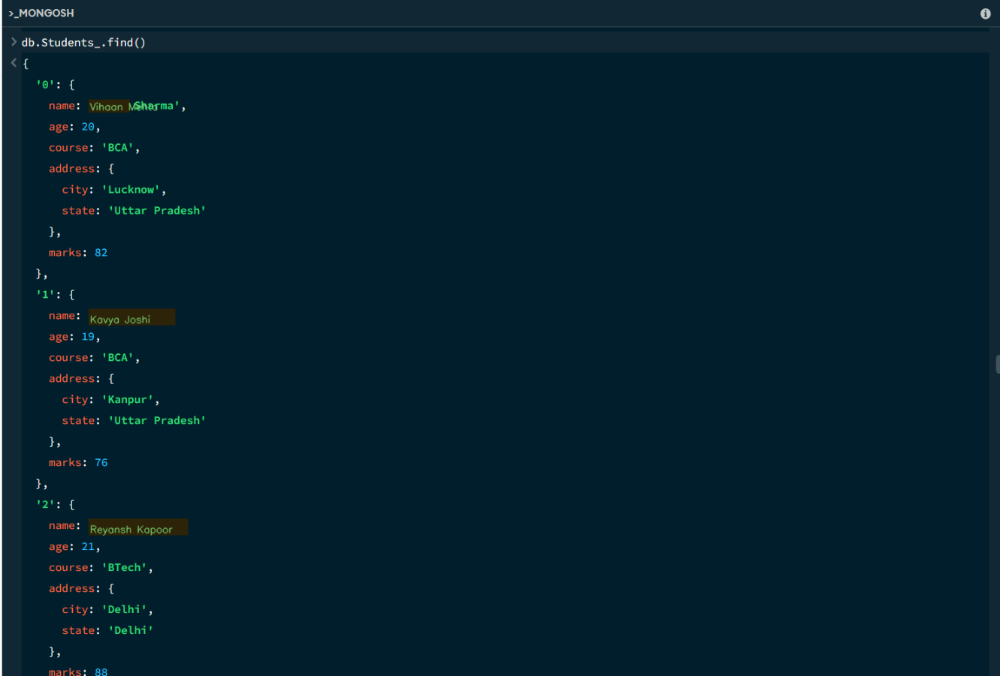 >_MONGOSH
> db.Students_.find()
< {
'0': {
name: Vihaan Sharma',
age: 20,
course: 'BCA',
address: {
city: 'Lucknow',
state: 'Uttar Pradesh'
},
marks: 82
},
'1': {
name: Kavya Joshi
age: 19,
course: 'BCA',
address: {
city: 'Kanpur',
state: 'Uttar Pradesh'
},
marks: 76
},
'2': {
name: Reyansh Kapoor
age: 21,
course: 'BTech',
address: {
city: 'Delhi',
state: 'Delhi'
},
marks: 88